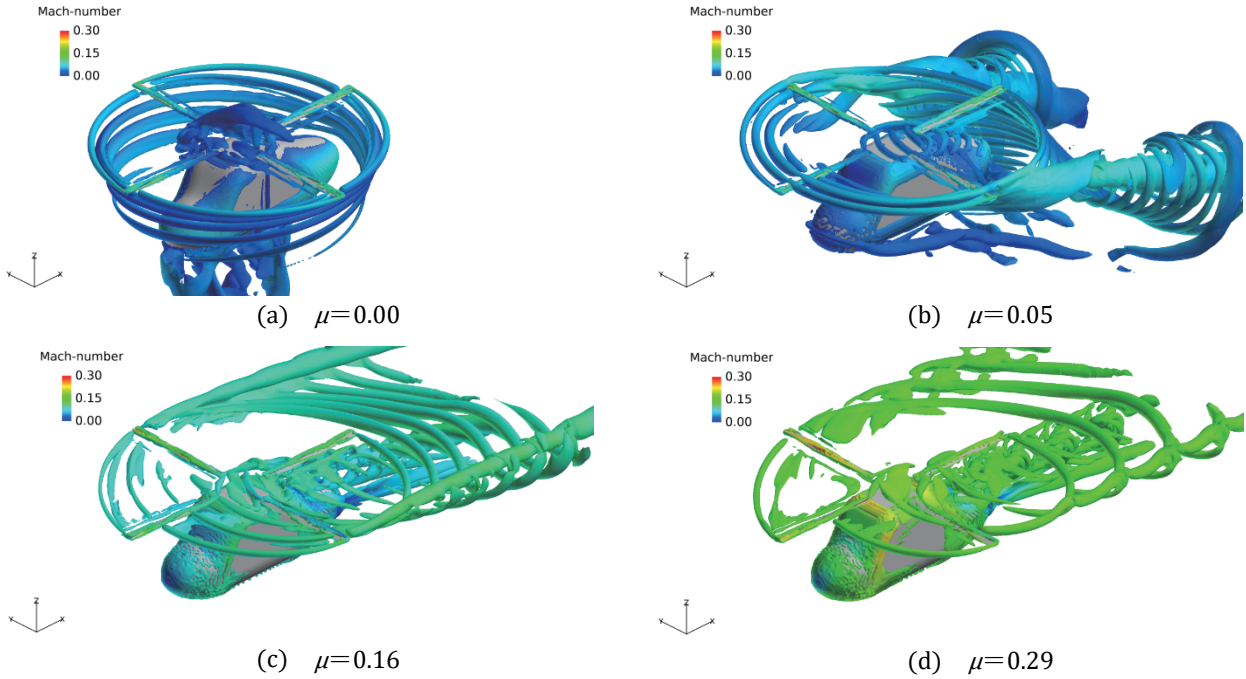 Mach-number
0.30
0.15
0.00
Z
Y
X
(a) μ=0.00
Mach-number
0.30
0.15
0.00
Z
Y
X
(b) μ=0.05
Mach-number
0.30
0.15
0.00
Z
Y
X
(c) μ=0.16
Mach-number
0.30
0.15
0.00
Z
Y
X
(d) μ=0.29